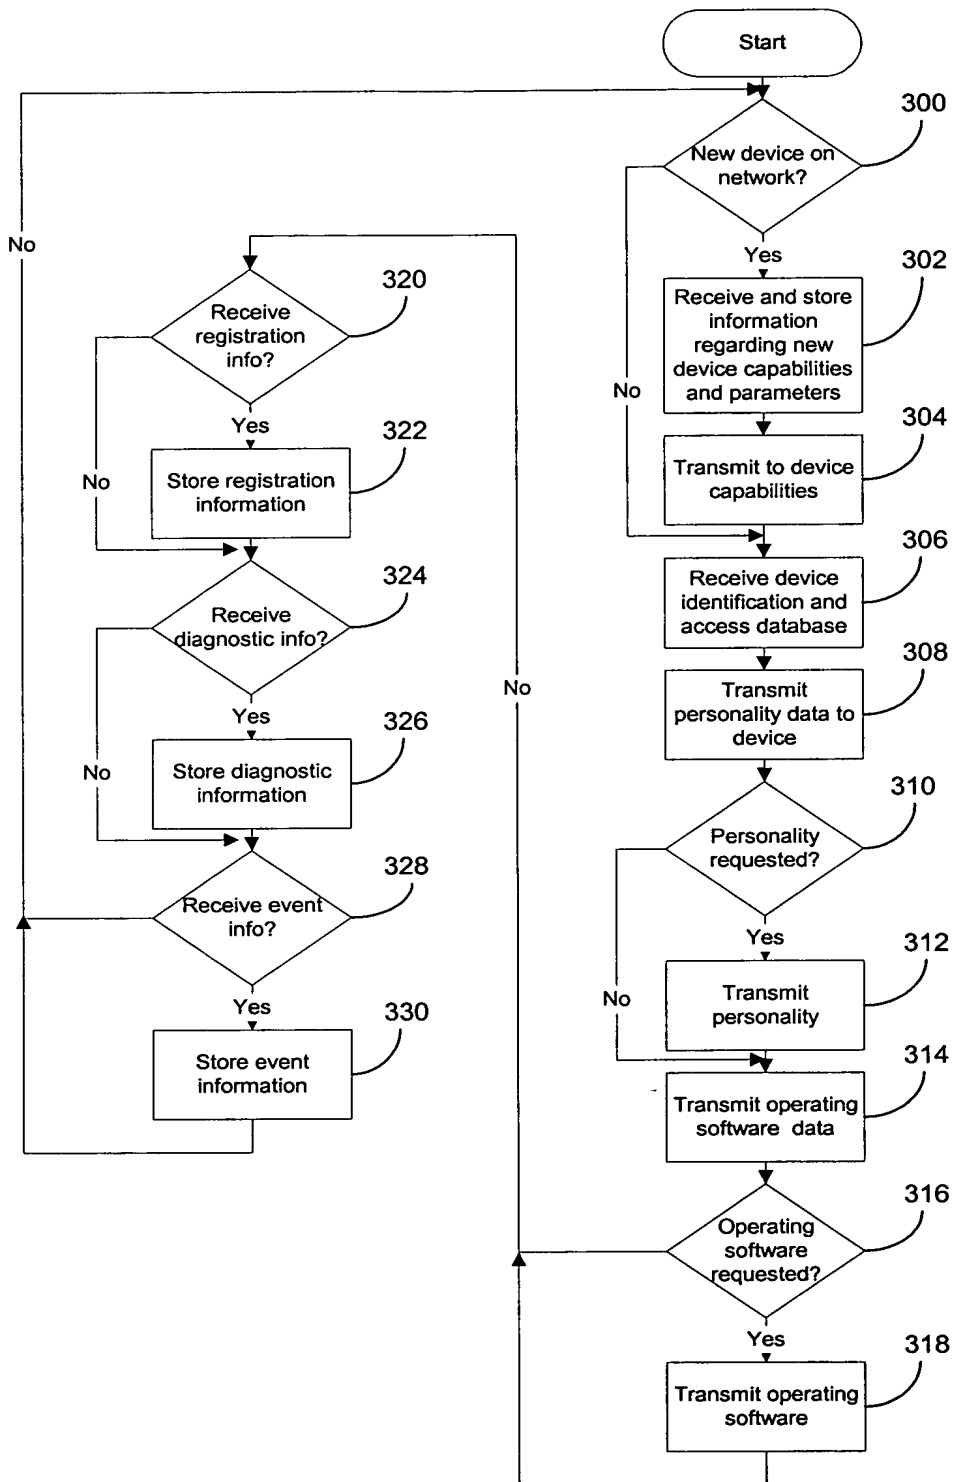 Start
300
New device on
network?
Yes
302
Receive and store
information
regarding new
device capabilities
and parameters
No
304
Transmit to device
capabilities
306
Receive device
identification and
access database
308
Transmit
personality data to
device
310
Personality
requested?
Yes
312
Transmit
personality
No
314
Transmit operating
software data
316
Operating
software
requested?
Yes
318
Transmit operating
software
No
320
Receive
registration
info?
Yes
322
Store registration
information
No
324
Receive
diagnostic info?
Yes
326
Store diagnostic
information
No
328
Receive event
info?
Yes
330
Store event
information
No